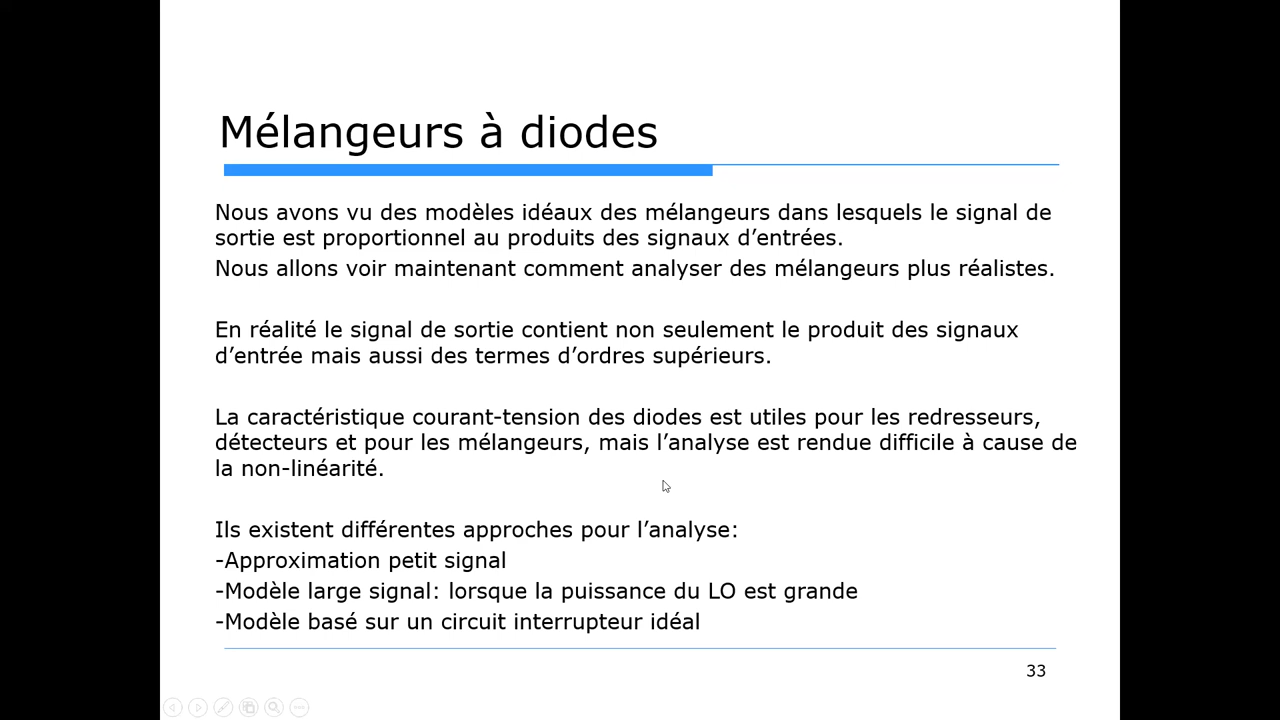 Mélangeurs à diodes
Nous avons vu des modèles idéaux des mélangeurs dans lesquels le signal de
sortie est proportionnel au produits des signaux d’entrées.
Nous allons voir maintenant comment analyser des mélangeurs plus réalistes.
En réalité le signal de sortie contient non seulement le produit des signaux
d’entrée mais aussi des termes d’ordres supérieurs.
La caractéristique courant-tension des diodes est utiles pour les redresseurs,
détecteurs et pour les mélangeurs, mais l’analyse est rendue difficile à cause de
la non-linéarité.
Ils existent différentes approches pour l’analyse:
-Approximation petit signal
-Modèle large signal: lorsque la puissance du LO est grande
-Modèle basé sur un circuit interrupteur idéal
33